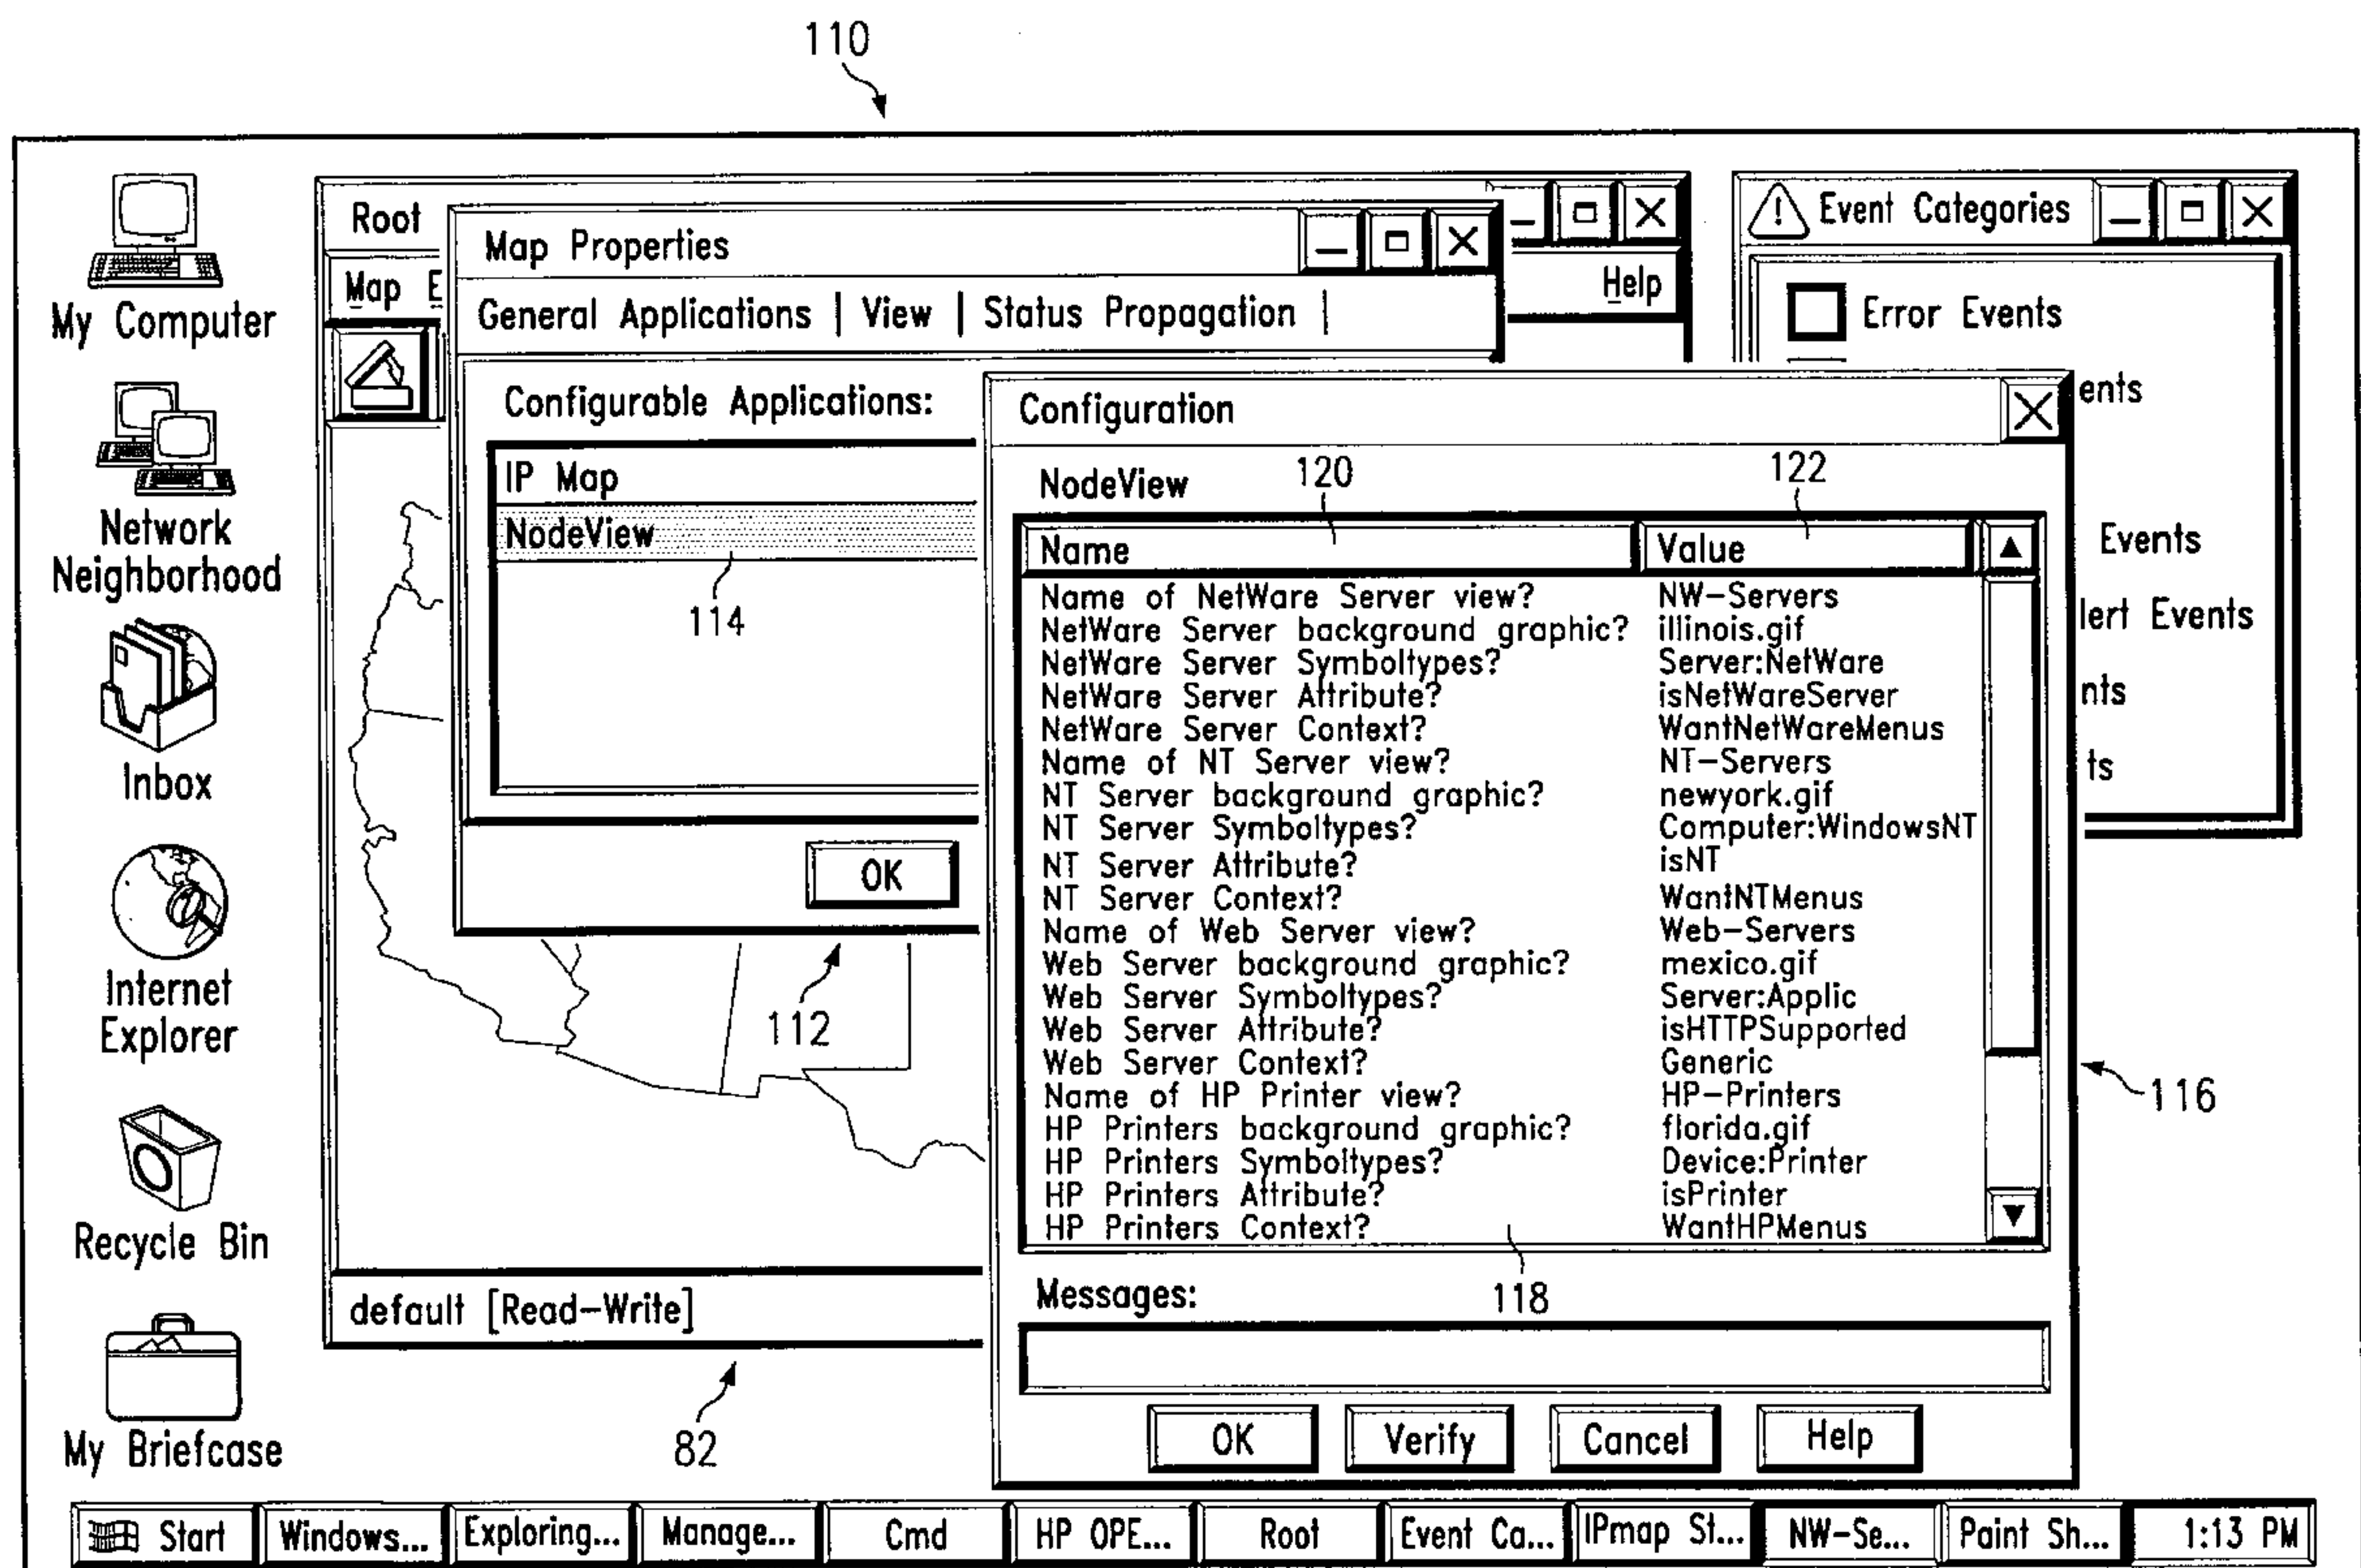 110
My Computer
Network
Neighborhood
Inbox
Internet
Explorer
Recycle Bin
My Briefcase
Root
Map E
Help
Map Properties
General Applications | View | Status Propagation |
Configurable Applications:
IP Map
NodeView
114
OK
112
default [Read-Write]
82
Event Categories
Error Events
ents
Events
lert Events
nts
ts
Configuration
NodeView
120
122
Name Value
Name of NetWare Server view? NW-Servers
NetWare Server background graphic? illinois.gif
NetWare Server Symboltypes? Server:NetWare
NetWare Server Attribute? isNetWareServer
NetWare Server Context? WantNetWareMenus
Name of NT Server view? NT-Servers
NT Server background graphic? newyork.gif
NT Server Symboltypes? Computer:WindowsNT
NT Server Attribute? isNT
NT Server Context? WantNTMenus
Name of Web Server view? Web-Servers
Web Server background graphic? mexico.gif
Web Server Symboltypes? Server:Applic
Web Server Attribute? isHTTPSupported
Web Server Context? Generic
Name of HP Printer view? HP-Printers
HP Printers background graphic? florida.gif
HP Printers Symboltypes? Device:Printer
HP Printers Attribute? isPrinter
HP Printers Context? WantHPMenus
116
118
Messages:
OK Verify Cancel Help
Start Windows... Exploring... Manage... Cmd HP OPE... Root Event Ca... IPmap St... NW-Se... Paint Sh... 1:13 PM